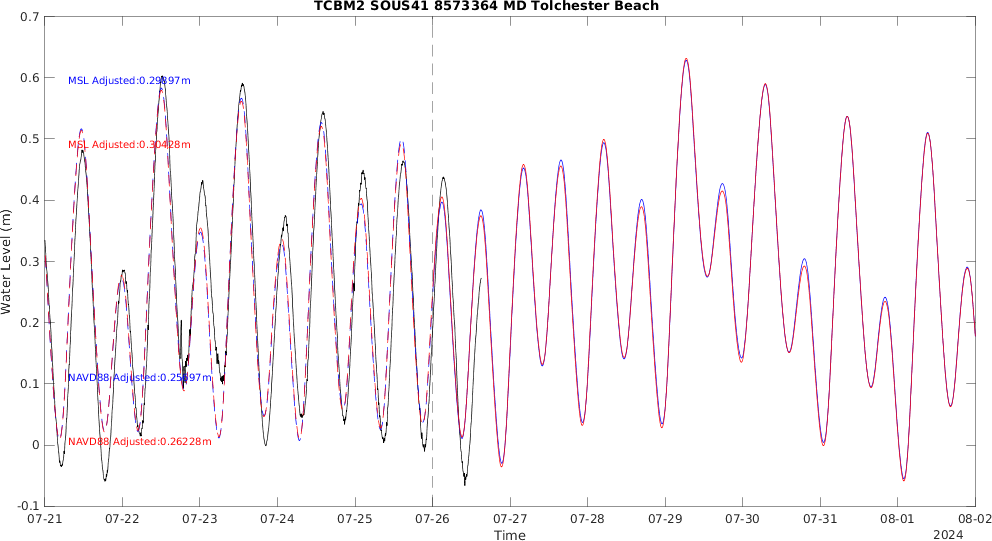 TCBM2 SOUS41 8573364 MD Tolchester Beach
0.7
0.6
0.5
0.4
0.3
0.2
0.1
0
-0.1
Water Level (m)
MSL Adjusted:0.29897m
MSL Adjusted:0.30428m
NAVD88 Adjusted:0.25697m
NAVD88 Adjusted:0.26228m
07-21 07-22 07-23 07-24 07-25 07-26 07-27 07-28 07-29 07-30 07-31 08-01 08-02
Time
2024